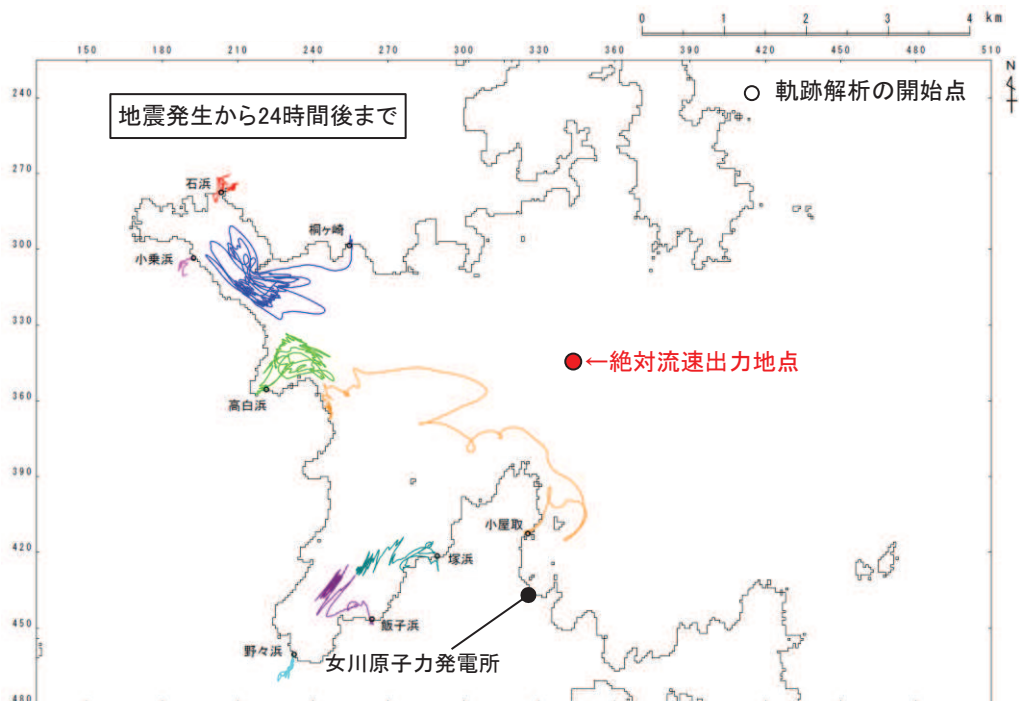 0 1 2 3 4 km
150 180 210 240 270 300 330 360 390 420 450 480 510
N
240
○ 軌跡解析の開始点
地震発生から24時間後まで
270
石浜
桐ヶ崎
300
小乗浜
330
←絶対流速出力地点
360
高白浜
390
小屋取
420
塚浜
450
飯子浜
野々浜
女川原子力発電所
480